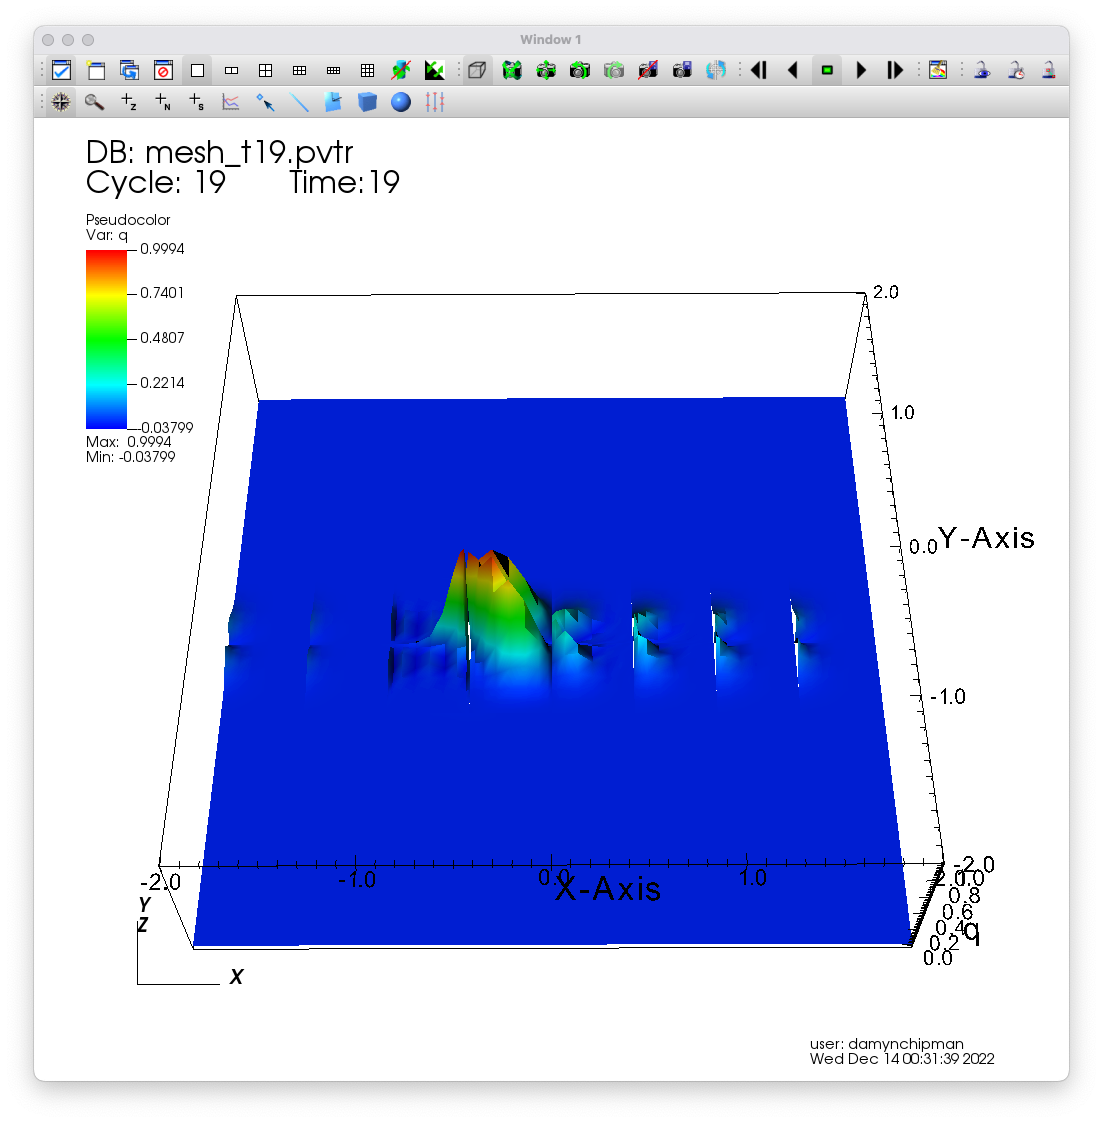 Window 1
DB: mesh_t19.pvtr
Cycle: 19 Time:19
Pseudocolor
Var: q
0.9994
0.7401
0.4807
0.2214
-0.03799
Max: 0.9994
Min: -0.03799
2.0
1.0
0.0
Y-Axis
-1.0
-2.0
-2.0
-1.0
0.0
1.0
X-Axis
1.0
0.8
0.6
0.4
0.2
0.0
q
Y
Z
X
user: damynchipman
Wed Dec 14 00:31:39 2022